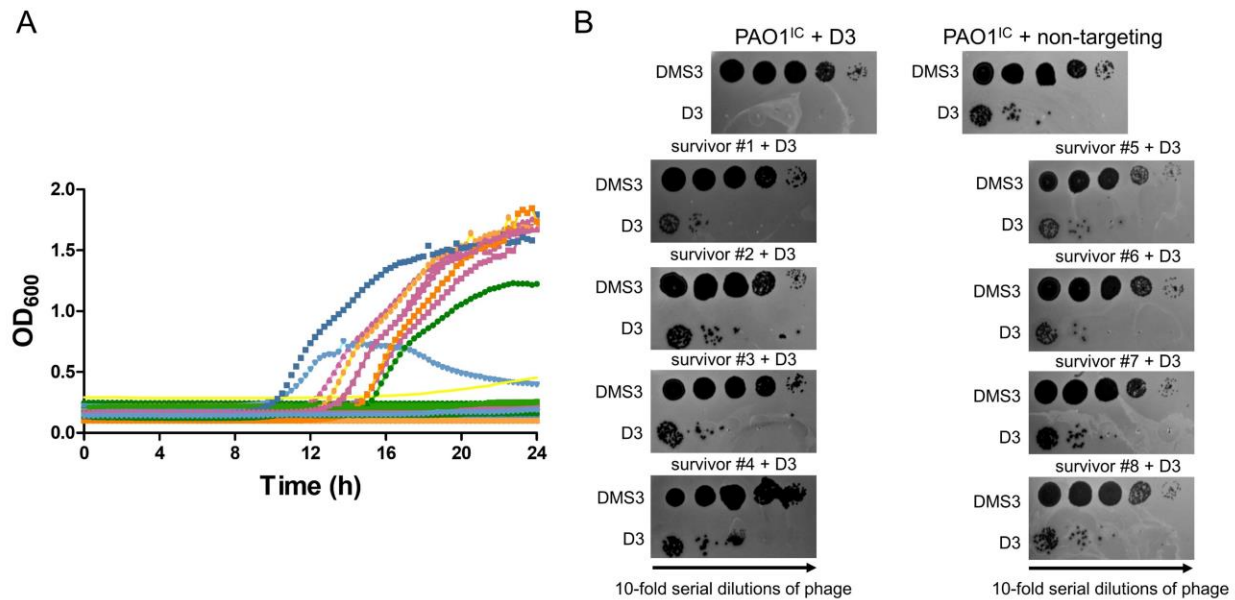 A
OD600
2.0
1.5
1.0
0.5
0.0
0 4 8 12 16 20 24
Time (h)
B
PAO1IC + D3
DMS3
D3
PAO1IC + non-targeting
DMS3
D3
survivor #1 + D3
DMS3
D3
survivor #2 + D3
DMS3
D3
survivor #3 + D3
DMS3
D3
survivor #4 + D3
DMS3
D3
10-fold serial dilutions of phage
survivor #5 + D3
DMS3
D3
survivor #6 + D3
DMS3
D3
survivor #7 + D3
DMS3
D3
survivor #8 + D3
DMS3
D3
10-fold serial dilutions of phage